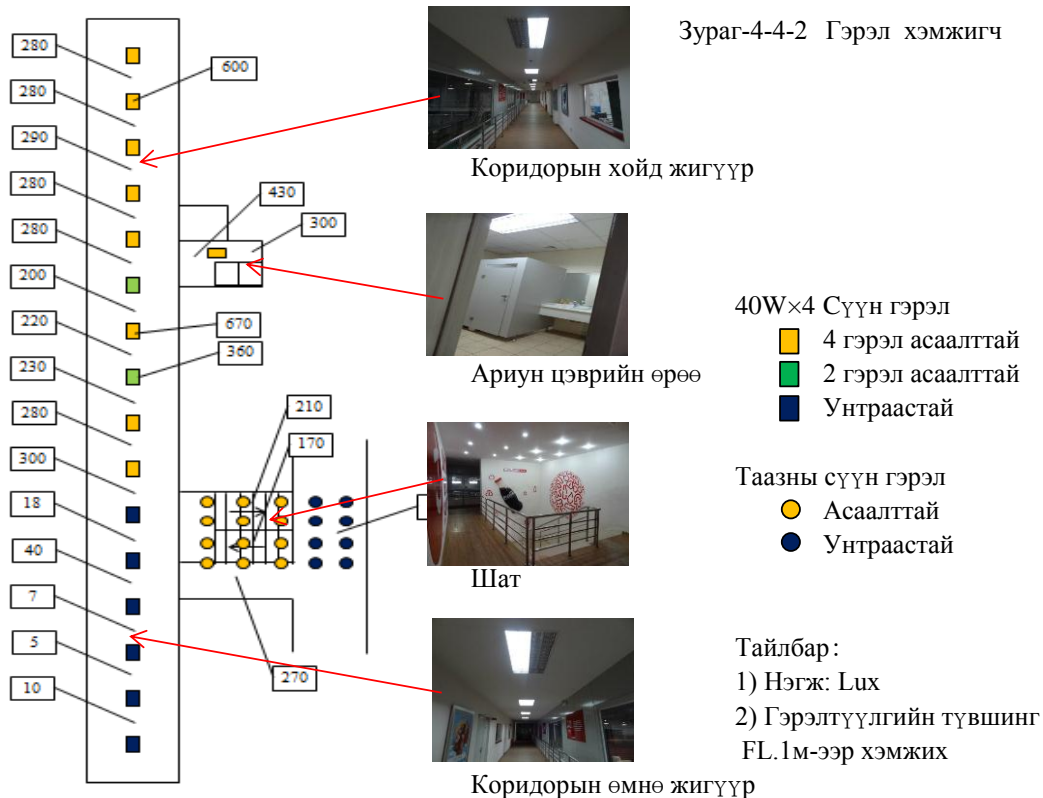 Зураг-4-4-2 Гэрэл хэмжигч
280
600
280
290
Коридорын хойд жигүүр
280
430
300
280
200
220
670
360
Ариун цэврийн өрөө
230
280
210
170
300
18
40
7
5
10
270
Шат
Коридорын өмнө жигүүр
40W×4 Сүүн гэрэл
4 гэрэл асаалттай
2 гэрэл асаалттай
Унтраастай
Таазны сүүн гэрэл
Асаалттай
Унтраастай
Тайлбар:
1) Нэгж: Lux
2) Гэрэлтүүлгийн түвшинг
FL.1м-ээр хэмжих